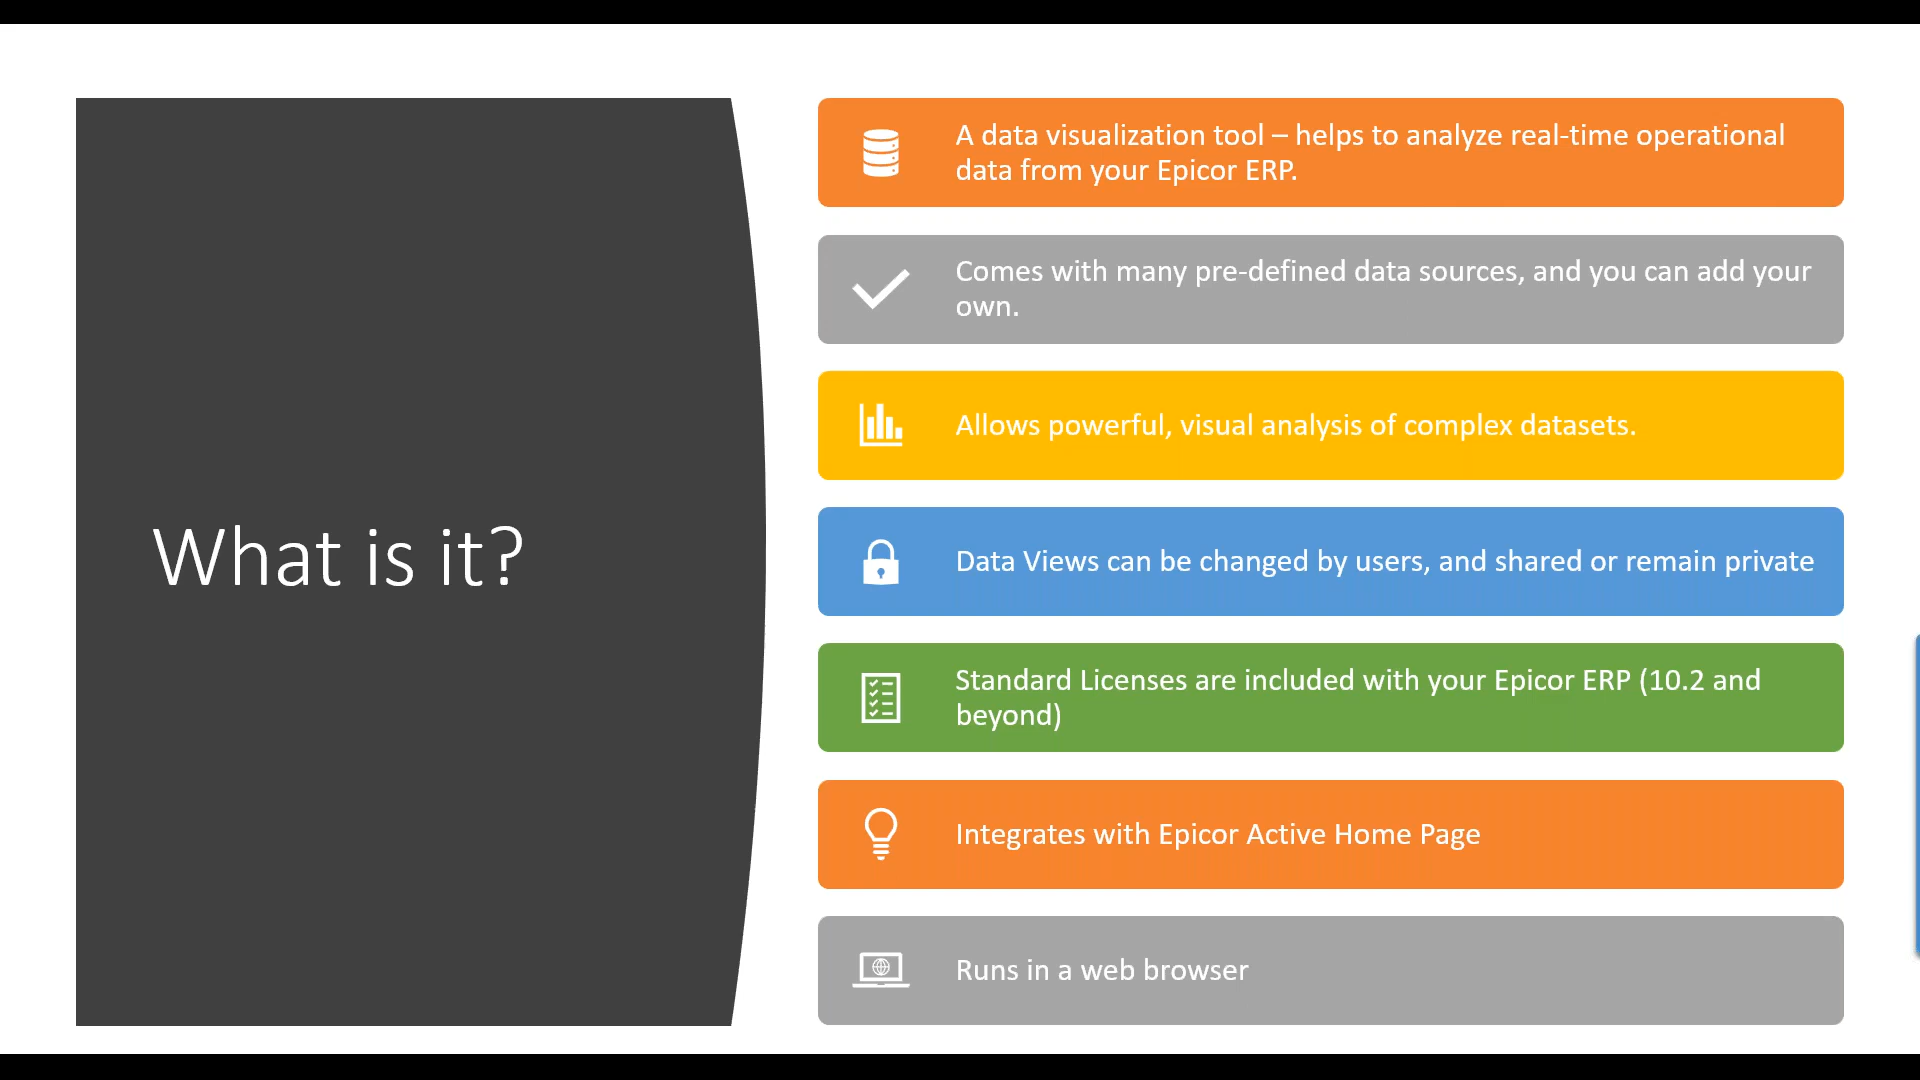 What is it?
A data visualization tool – helps to analyze real-time operational
data from your Epicor ERP.
Comes with many pre-defined data sources, and you can add your
own.
Allows powerful, visual analysis of complex datasets.
Data Views can be changed by users, and shared or remain private
Standard Licenses are included with your Epicor ERP (10.2 and
beyond)
Integrates with Epicor Active Home Page
Runs in a web browser